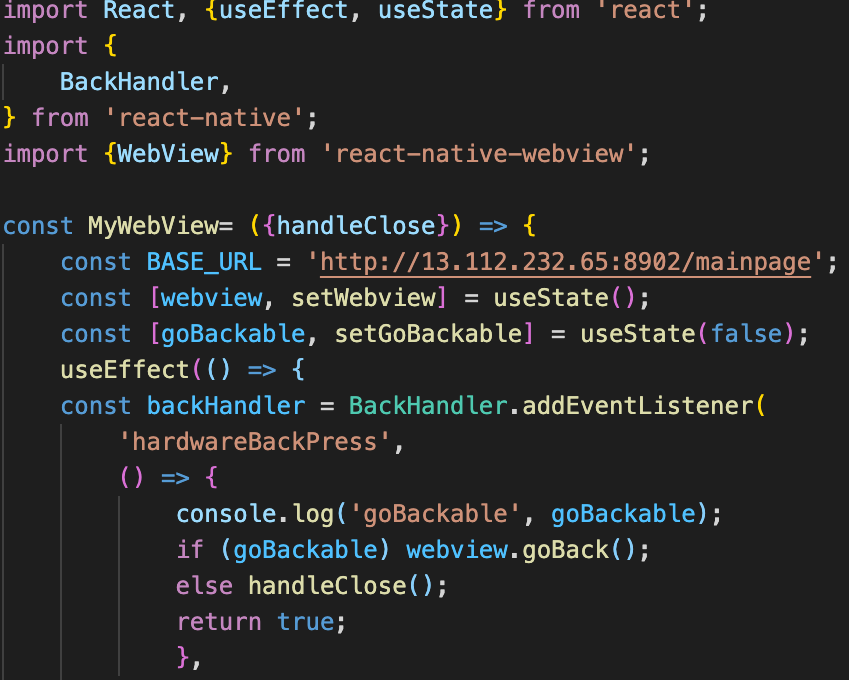 import React, {useEffect, useState} from 'react';
import {
    BackHandler,
} from 'react-native';
import {WebView} from 'react-native-webview';

const MyWebView= ({handleClose}) => {
    const BASE_URL = 'http://13.112.232.65:8902/mainpage';
    const [webview, setWebview] = useState();
    const [goBackable, setGoBackable] = useState(false);
    useEffect(() => {
    const backHandler = BackHandler.addEventListener(
        'hardwareBackPress',
        () => {
            console.log('goBackable', goBackable);
            if (goBackable) webview.goBack();
            else handleClose();
            return true;
            },